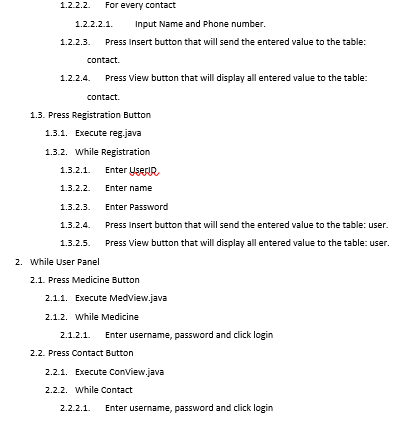 1.2.2.2. For every contact
1.2.2.2.1. Input Name and Phone number.
1.2.2.3. Press Insert button that will send the entered value to the table:
contact.
1.2.2.4. Press View button that will display all entered value to the table:
contact.
1.3. Press Registration Button
1.3.1. Execute reg.java
1.3.2. While Registration
1.3.2.1. Enter UserID
1.3.2.2. Enter name
1.3.2.3. Enter Password
1.3.2.4. Press Insert button that will send the entered value to the table: user.
1.3.2.5. Press View button that will display all entered value to the table: user.
2. While User Panel
2.1. Press Medicine Button
2.1.1. Execute MedView.java
2.1.2. While Medicine
2.1.2.1. Enter username, password and click login
2.2. Press Contact Button
2.2.1. Execute ConView.java
2.2.2. While Contact
2.2.2.1. Enter username, password and click login